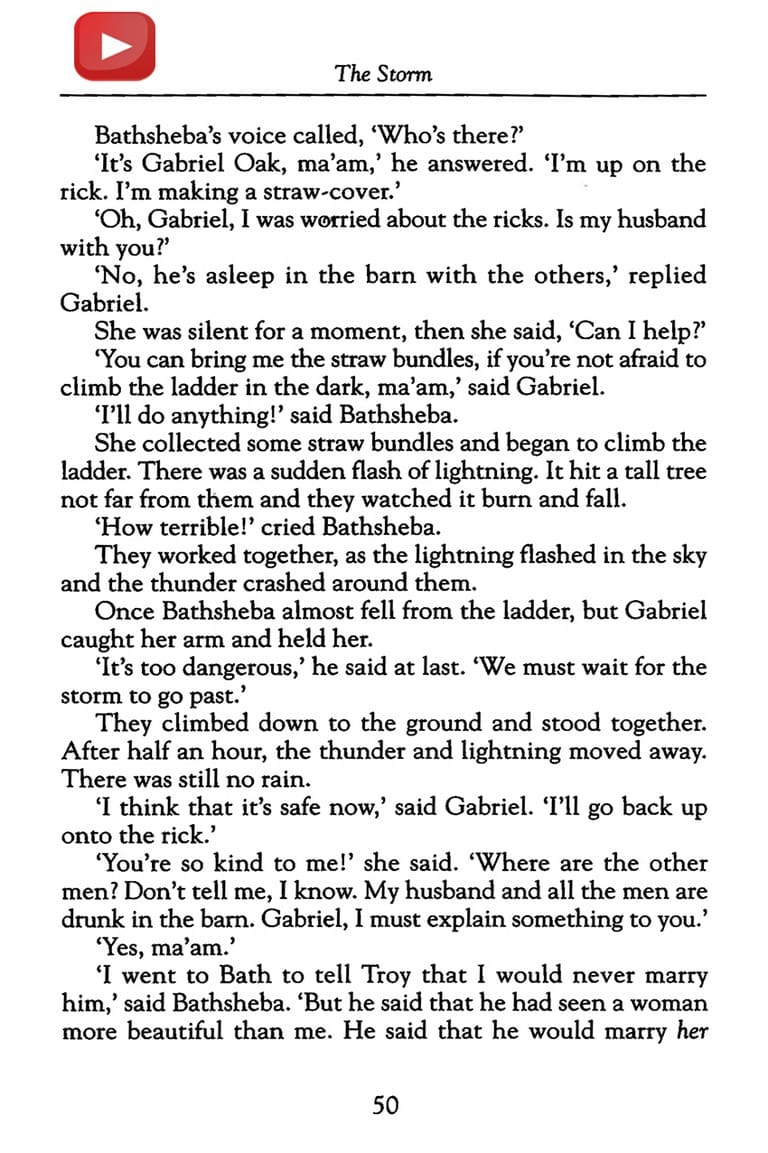 The Storm
Bathsheba's voice called, ‘Who's there?’
‘It's Gabriel Oak, ma'am,’ he answered. ‘I'm up on the
rick. I'm making a straw-cover.’
‘Oh, Gabriel, I was worried about the ricks. Is my husband
with you?’
‘No, he's asleep in the barn with the others,’ replied
Gabriel.
She was silent for a moment, then she said, ‘Can I help?’
‘You can bring me the straw bundles, if you're not afraid to
climb the ladder in the dark, ma'am,’ said Gabriel.
‘I'll do anything!’ said Bathsheba.
She collected some straw bundles and began to climb the
ladder. There was a sudden flash of lightning. It hit a tall tree
not far from them and they watched it burn and fall.
‘How terrible!’ cried Bathsheba.
They worked together, as the lightning flashed in the sky
and the thunder crashed around them.
Once Bathsheba almost fell from the ladder, but Gabriel
caught her arm and held her.
‘It's too dangerous,’ he said at last. ‘We must wait for the
storm to go past.’
They climbed down to the ground and stood together.
After half an hour, the thunder and lightning moved away.
There was still no rain.
‘I think that it's safe now,’ said Gabriel. ‘I'll go back up
onto the rick.’
‘You're so kind to me!’ she said. ‘Where are the other
men? Don't tell me, I know. My husband and all the men are
drunk in the barn. Gabriel, I must explain something to you.’
‘Yes, ma'am.’
‘I went to Bath to tell Troy that I would never marry
him,’ said Bathsheba. ‘But he said that he had seen a woman
more beautiful than me. He said that he would marry her
50